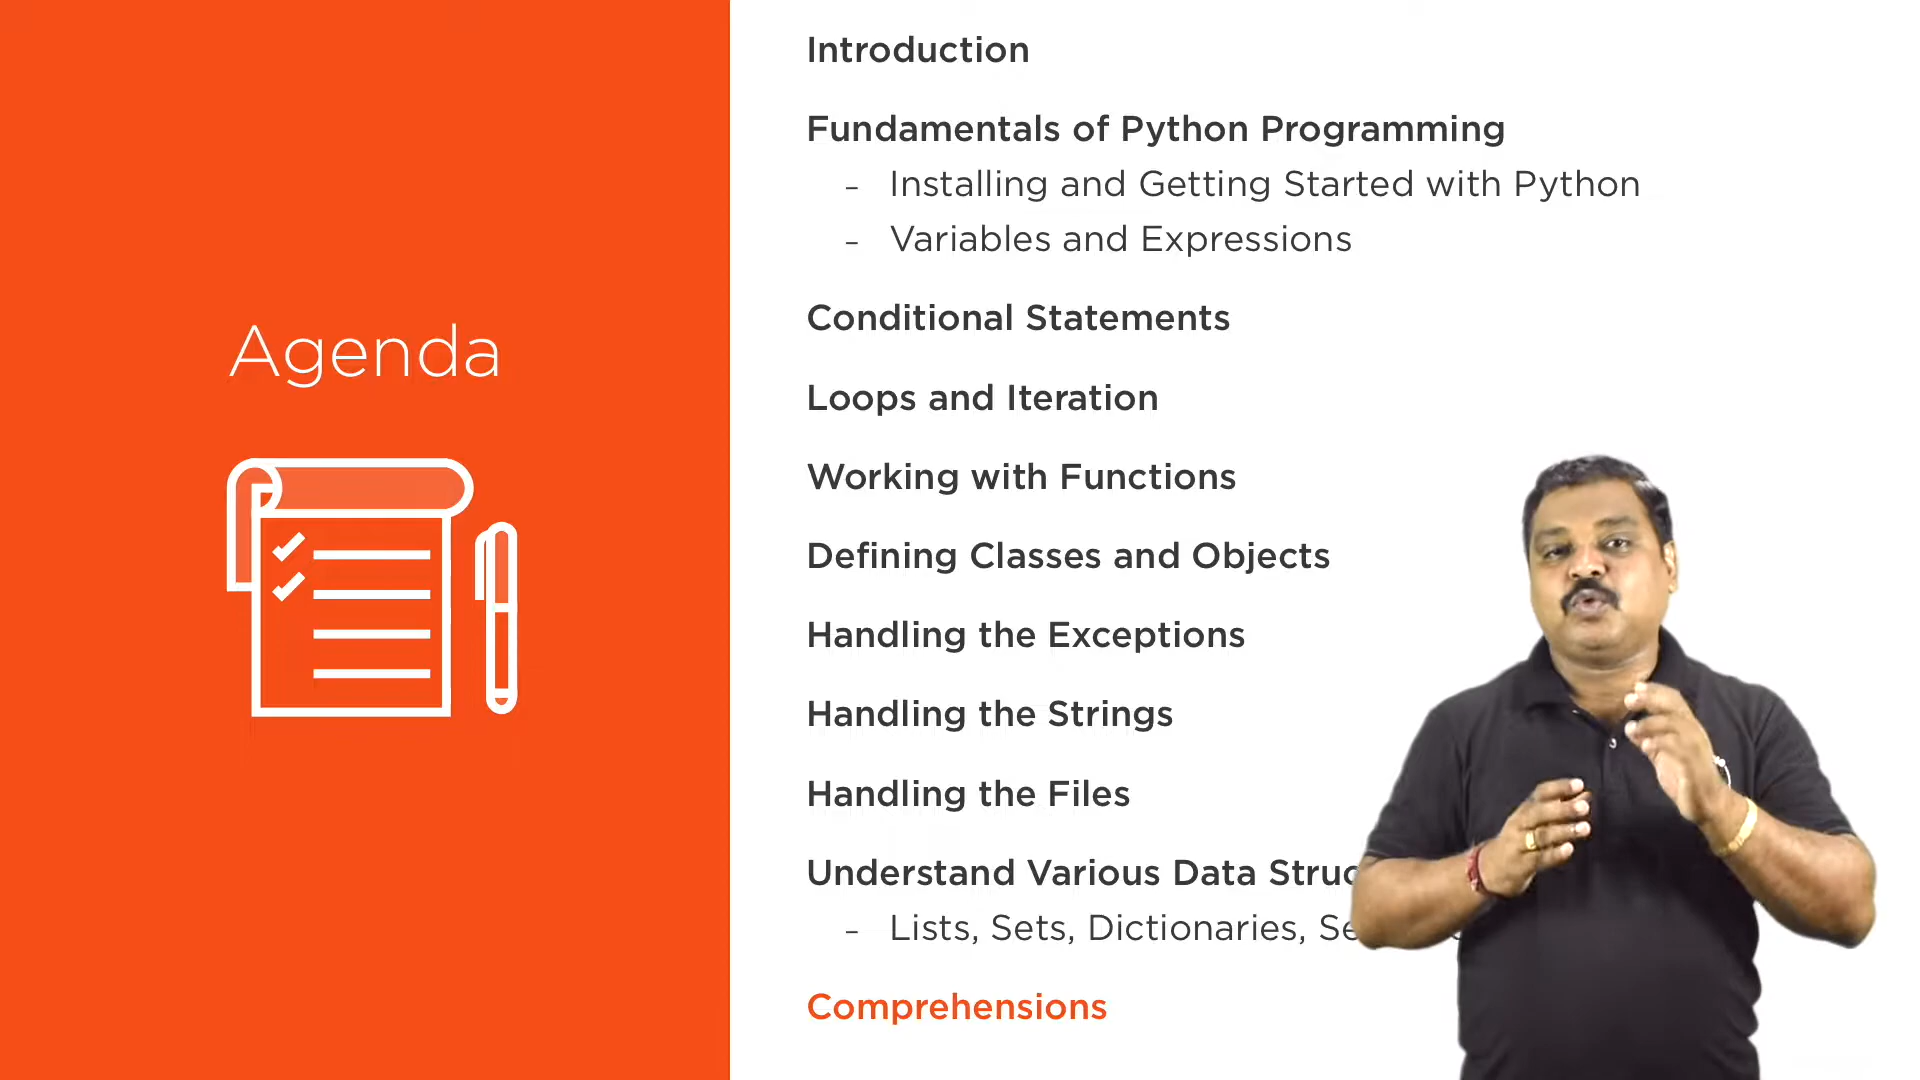 Agenda
Introduction
Fundamentals of Python Programming
- Installing and Getting Started with Python
- Variables and Expressions
Conditional Statements
Loops and Iteration
Working with Functions
Defining Classes and Objects
Handling the Exceptions
Handling the Strings
Handling the Files
Understand Various Data
- Lists, Sets, Dictionaries,
Comprehensions